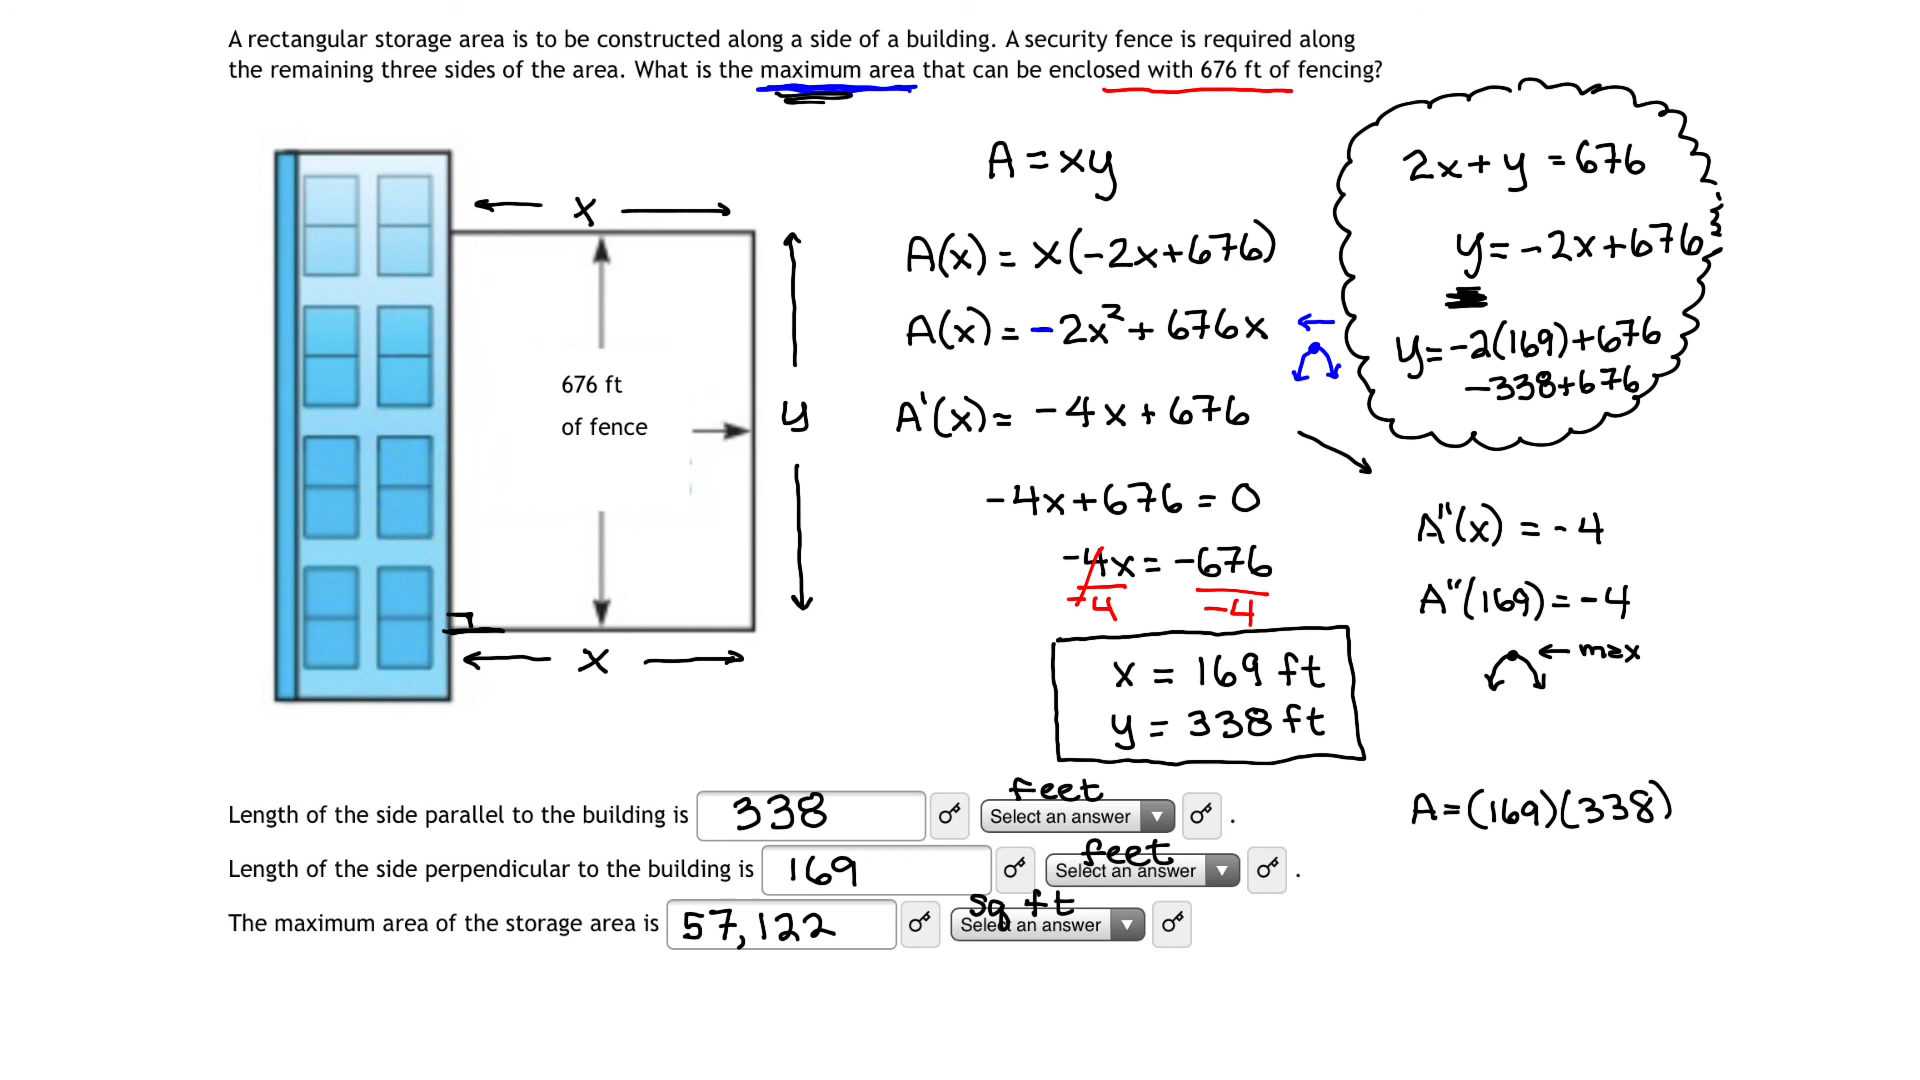 A rectangular storage area is to be constructed along a side of a building. A security fence is required along
the remaining three sides of the area. What is the maximum area that can be enclosed with 676 ft of fencing?
x
676 ft
of fence
y
x
A = xy
A(x) = x(-2x+676)
A(x) = -2x² + 676x
A'(x) = -4x + 676
-4x+676 = 0
-4x = -676
-4 -4
x = 169 ft
y = 338 ft
2x + y = 676
y = -2x+676
y = -2(169)+676
-338+676
A"(x) = -4
A"(169) = -4
max
A = (169)(338)
Length of the side parallel to the building is 338 feet Select an answer .
Length of the side perpendicular to the building is 169 feet Select an answer .
The maximum area of the storage area is 57,122 sq ft Select an answer